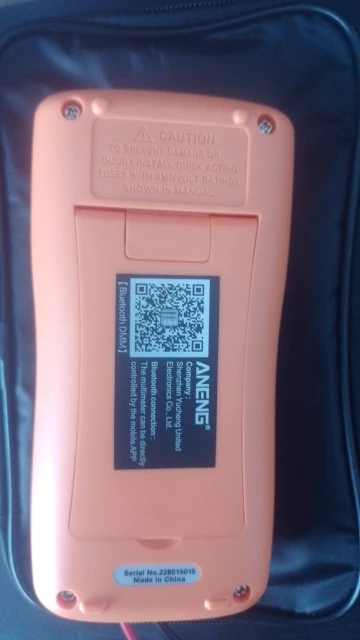 CAUTION
TO PREVENT DAMAGE OR
INJURY INSTALL QUICK ACTING
FUSES WITH AMP/VOLT RATINGS
SHOWN IN MANUAL
ANENG®
Company :
Shenzhen Yucheng United
Electronics Co., Ltd.
Bluetooth connection :
The multimeter can be directly
controlled by the mobile APP
【Bluetooth DMM】
Serial No.228015015
Made In China